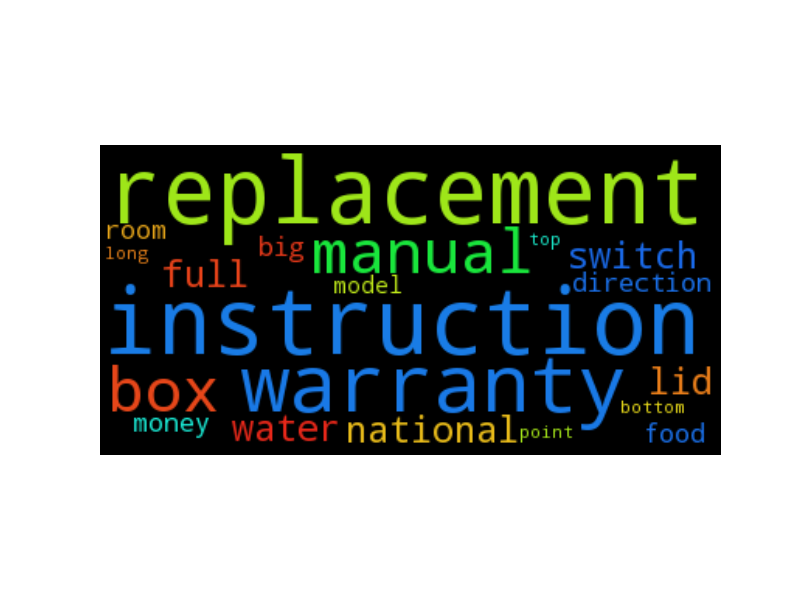 replacement
room
long
big
manual
top
switch
full
model
direction
instruction
box
warranty
lid
bottom
money
water
national
point
food